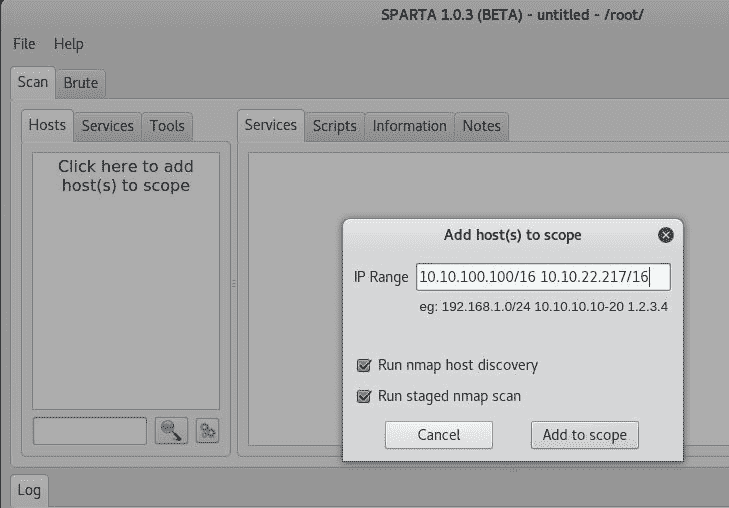 SPARTA 1.0.3 (BETA) - untitled - /root/
File Help
Scan Brute
Hosts Services Tools
Services Scripts Information Notes
Click here to add
host(s) to scope
Add host(s) to scope
IP Range 10.10.100.100/16 10.10.22.217/16
eg: 192.168.1.0/24 10.10.10.10-20 1.2.3.4
Run nmap host discovery
Run staged nmap scan
Cancel Add to scope
Log